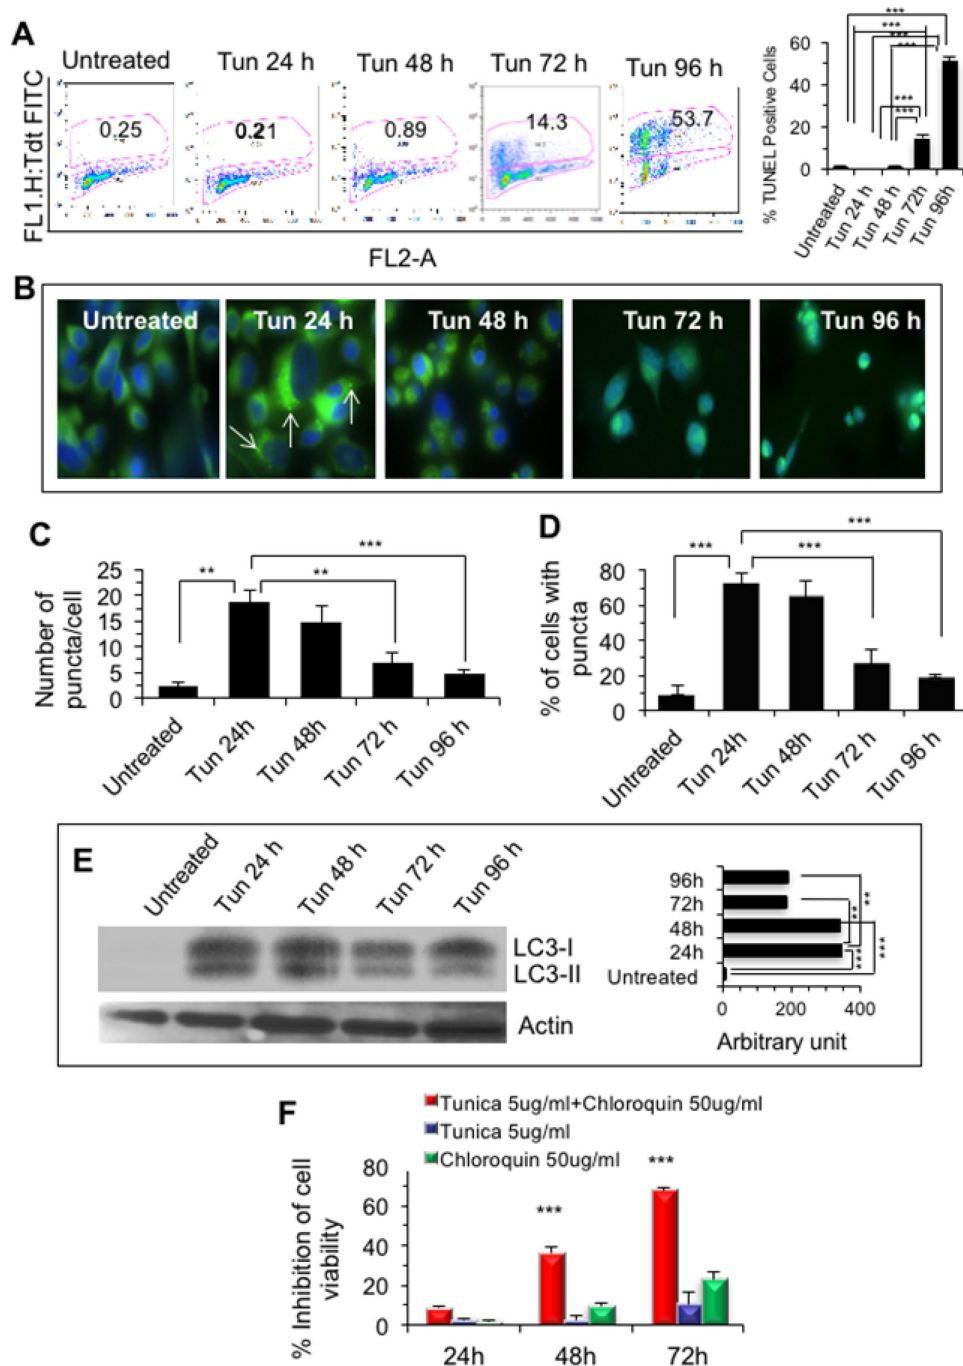 A
Untreated
Tun 24 h
Tun 48 h
Tun 72 h
Tun 96 h
FL1.H:Tdt FITC
0.25
0.21
0.89
14.3
53.7
FL2-A
***
***
***
***
***
***
% TUNEL Positive Cells
60
40
20
0
Untreated
Tun 24 h
Tun 48 h
Tun 72h
Tun 96h
B
Untreated
Tun 24 h
Tun 48 h
Tun 72 h
Tun 96 h
C
***
**
**
Number of
puncta/cell
25
20
15
10
5
0
Untreated
Tun 24h
Tun 48h
Tun 72 h
Tun 96 h
D
***
***
***
% of cells with
puncta
80
60
40
20
0
Untreated
Tun 24h
Tun 48h
Tun 72 h
Tun 96 h
E
Untreated
Tun 24 h
Tun 48 h
Tun 72 h
Tun 96 h
LC3-I
LC3-II
Actin
96h
72h
48h
24h
Untreated
**
**
***
***
0
200
400
Arbitrary unit
F
Tunica 5ug/ml+Chloroquin 50ug/ml
Tunica 5ug/ml
Chloroquin 50ug/ml
***
***
% Inhibition of cell
viability
80
60
40
20
0
24h
48h
72h